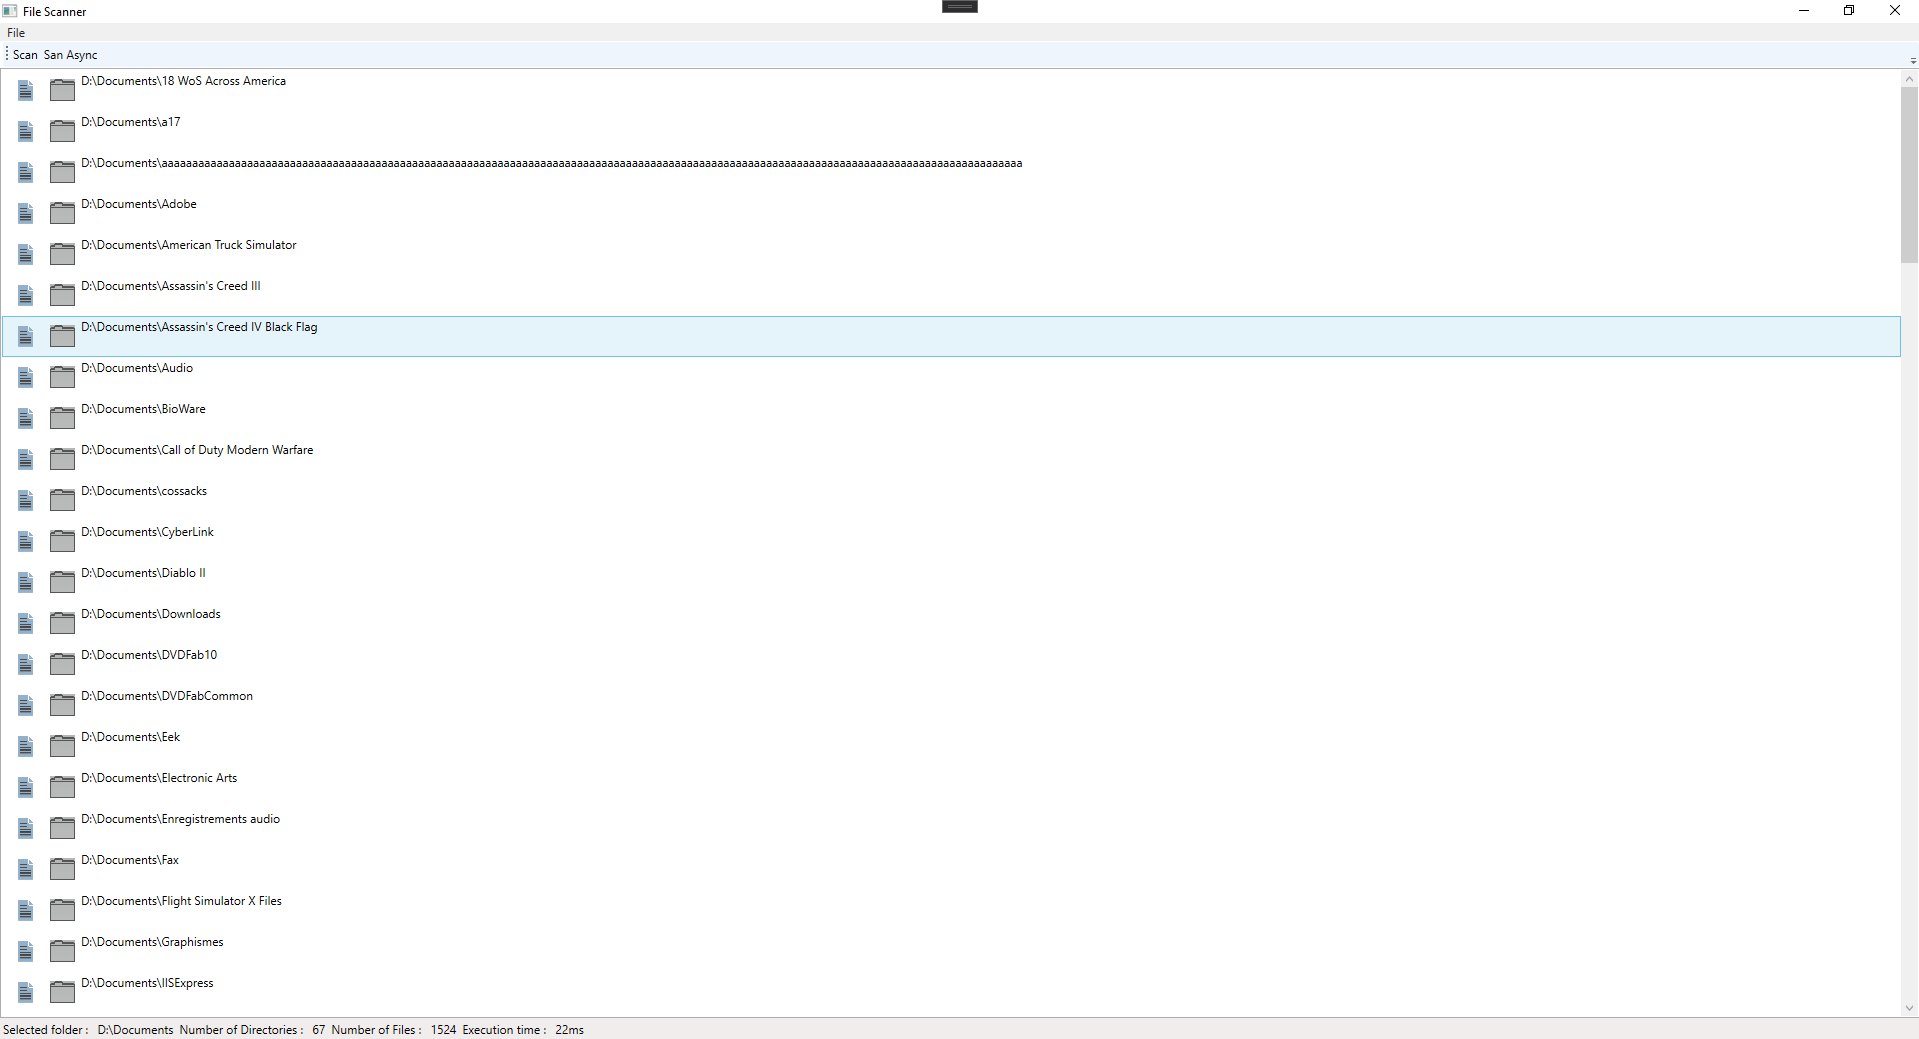 File Scanner
File
Scan San Async
D:\Documents\18 WoS Across America
D:\Documents\a17
D:\Documents\aaaaaaaaaaaaaaaaaaaaaaaaaaaaaaaaaaaaaaaaaaaaaaaaaaaaaaaaaaaaaaaaaaaaaaaaaaaaaaaaaaaaaaaaaaaaaaaaaaaaaaaaaaaaaaaaaaaaaaaaaaaaaaaaaaaaaaaaaaaaaaa
D:\Documents\Adobe
D:\Documents\American Truck Simulator
D:\Documents\Assassin's Creed III
D:\Documents\Assassin's Creed IV Black Flag
D:\Documents\Audio
D:\Documents\BioWare
D:\Documents\Call of Duty Modern Warfare
D:\Documents\cossacks
D:\Documents\CyberLink
D:\Documents\Diablo II
D:\Documents\Downloads
D:\Documents\DVDFab10
D:\Documents\DVDFabCommon
D:\Documents\Eek
D:\Documents\Electronic Arts
D:\Documents\Enregistrements audio
D:\Documents\Fax
D:\Documents\Flight Simulator X Files
D:\Documents\Graphismes
D:\Documents\IISExpress
Selected folder : D:\Documents Number of Directories : 67 Number of Files : 1524 Execution time : 22ms